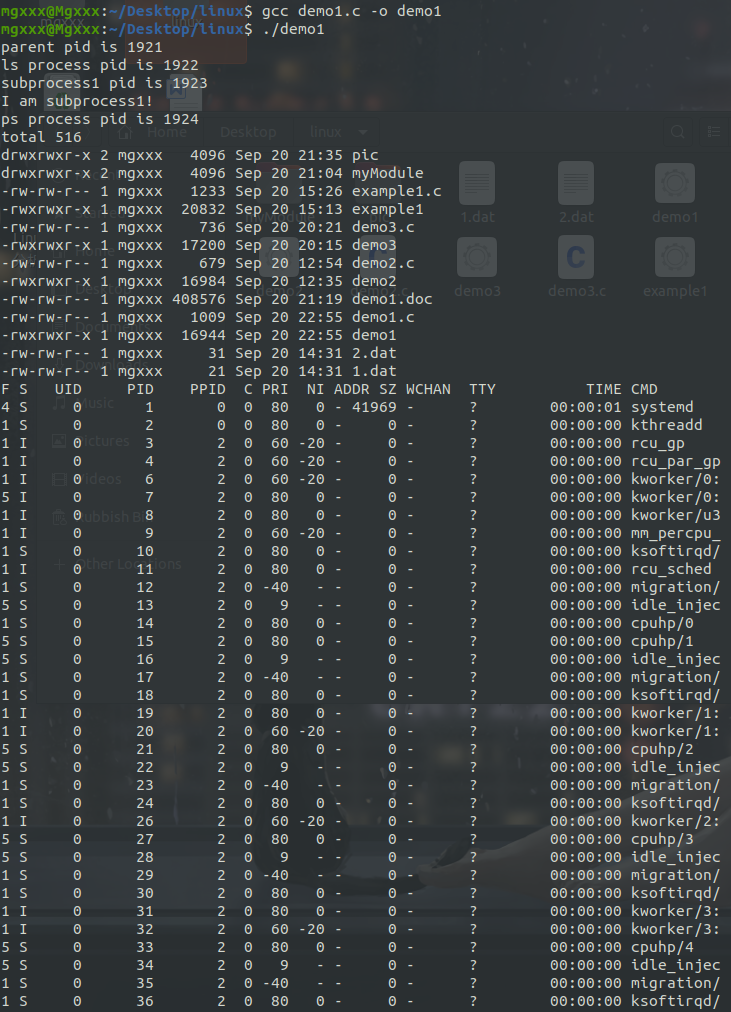 mgxxx@Mgxxx:~/Desktop/linux$ gcc demo1.c -o demo1
mgxxx@Mgxxx:~/Desktop/linux$ ./demo1
parent pid is 1921
ls process pid is 1922
subprocess1 pid is 1923
I am subprocess1!
ps process pid is 1924
total 516
drwxrwxr-x 2 mgxxx   4096 Sep 20 21:35 pic
drwxrwxr-x 2 mgxxx   4096 Sep 20 21:04 myModule
-rw-rw-r-- 1 mgxxx   1233 Sep 20 15:26 example1.c
-rwxrwxr-x 1 mgxxx  20832 Sep 20 15:13 example1
-rw-rw-r-- 1 mgxxx    736 Sep 20 20:21 demo3.c
-rwxrwxr-x 1 mgxxx  17200 Sep 20 20:15 demo3
-rw-rw-r-- 1 mgxxx    679 Sep 20 12:54 demo2.c
-rwxrwxr-x 1 mgxxx  16984 Sep 20 12:35 demo2
-rw-rw-r-- 1 mgxxx 408576 Sep 20 21:19 demo1.doc
-rw-rw-r-- 1 mgxxx   1009 Sep 20 22:55 demo1.c
-rwxrwxr-x 1 mgxxx  16944 Sep 20 22:55 demo1
-rw-rw-r-- 1 mgxxx     31 Sep 20 14:31 2.dat
-rw-rw-r-- 1 mgxxx     21 Sep 20 14:31 1.dat
F S   UID     PID    PPID  C PRI  NI ADDR SZ WCHAN  TTY          TIME CMD
4 S     0       1       0  0  80   0 - 41969 -      ?        00:00:01 systemd
1 S     0       2       0  0  80   0 -     0 -      ?        00:00:00 kthreadd
1 I     0       3       2  0  60 -20 -     0 -      ?        00:00:00 rcu_gp
1 I     0       4       2  0  60 -20 -     0 -      ?        00:00:00 rcu_par_gp
1 I     0       6       2  0  60 -20 -     0 -      ?        00:00:00 kworker/0:
5 I     0       7       2  0  80   0 -     0 -      ?        00:00:00 kworker/0:
1 I     0       8       2  0  80   0 -     0 -      ?        00:00:00 kworker/u3
1 I     0       9       2  0  60 -20 -     0 -      ?        00:00:00 mm_percpu_
1 S     0      10       2  0  80   0 -     0 -      ?        00:00:00 ksoftirqd/
1 I     0      11       2  0  80   0 -     0 -      ?        00:00:00 rcu_sched
1 S     0      12       2  0 -40   - -     0 -      ?        00:00:00 migration/
5 S     0      13       2  0   9   - -     0 -      ?        00:00:00 idle_injec
1 S     0      14       2  0  80   0 -     0 -      ?        00:00:00 cpuhp/0
5 S     0      15       2  0  80   0 -     0 -      ?        00:00:00 cpuhp/1
5 S     0      16       2  0   9   - -     0 -      ?        00:00:00 idle_injec
1 S     0      17       2  0 -40   - -     0 -      ?        00:00:00 migration/
1 S     0      18       2  0  80   0 -     0 -      ?        00:00:00 ksoftirqd/
1 I     0      19       2  0  80   0 -     0 -      ?        00:00:00 kworker/1:
1 I     0      20       2  0  60 -20 -     0 -      ?        00:00:00 kworker/1:
5 S     0      21       2  0  80   0 -     0 -      ?        00:00:00 cpuhp/2
5 S     0      22       2  0   9   - -     0 -      ?        00:00:00 idle_injec
1 S     0      23       2  0 -40   - -     0 -      ?        00:00:00 migration/
1 S     0      24       2  0  80   0 -     0 -      ?        00:00:00 ksoftirqd/
1 I     0      26       2  0  60 -20 -     0 -      ?        00:00:00 kworker/2:
5 S     0      27       2  0  80   0 -     0 -      ?        00:00:00 cpuhp/3
5 S     0      28       2  0   9   - -     0 -      ?        00:00:00 idle_injec
1 S     0      29       2  0 -40   - -     0 -      ?        00:00:00 migration/
1 S     0      30       2  0  80   0 -     0 -      ?        00:00:00 ksoftirqd/
1 I     0      31       2  0  80   0 -     0 -      ?        00:00:00 kworker/3:
1 I     0      32       2  0  60 -20 -     0 -      ?        00:00:00 kworker/3:
5 S     0      33       2  0  80   0 -     0 -      ?        00:00:00 cpuhp/4
5 S     0      34       2  0   9   - -     0 -      ?        00:00:00 idle_injec
1 S     0      35       2  0 -40   - -     0 -      ?        00:00:00 migration/
1 S     0      36       2  0  80   0 -     0 -      ?        00:00:00 ksoftirqd/
Home Desktop linux
1.dat 2.dat demo1
demo3 demo3.c example1
Music
Pictures
Videos
Rubbish Bin
Other Locations